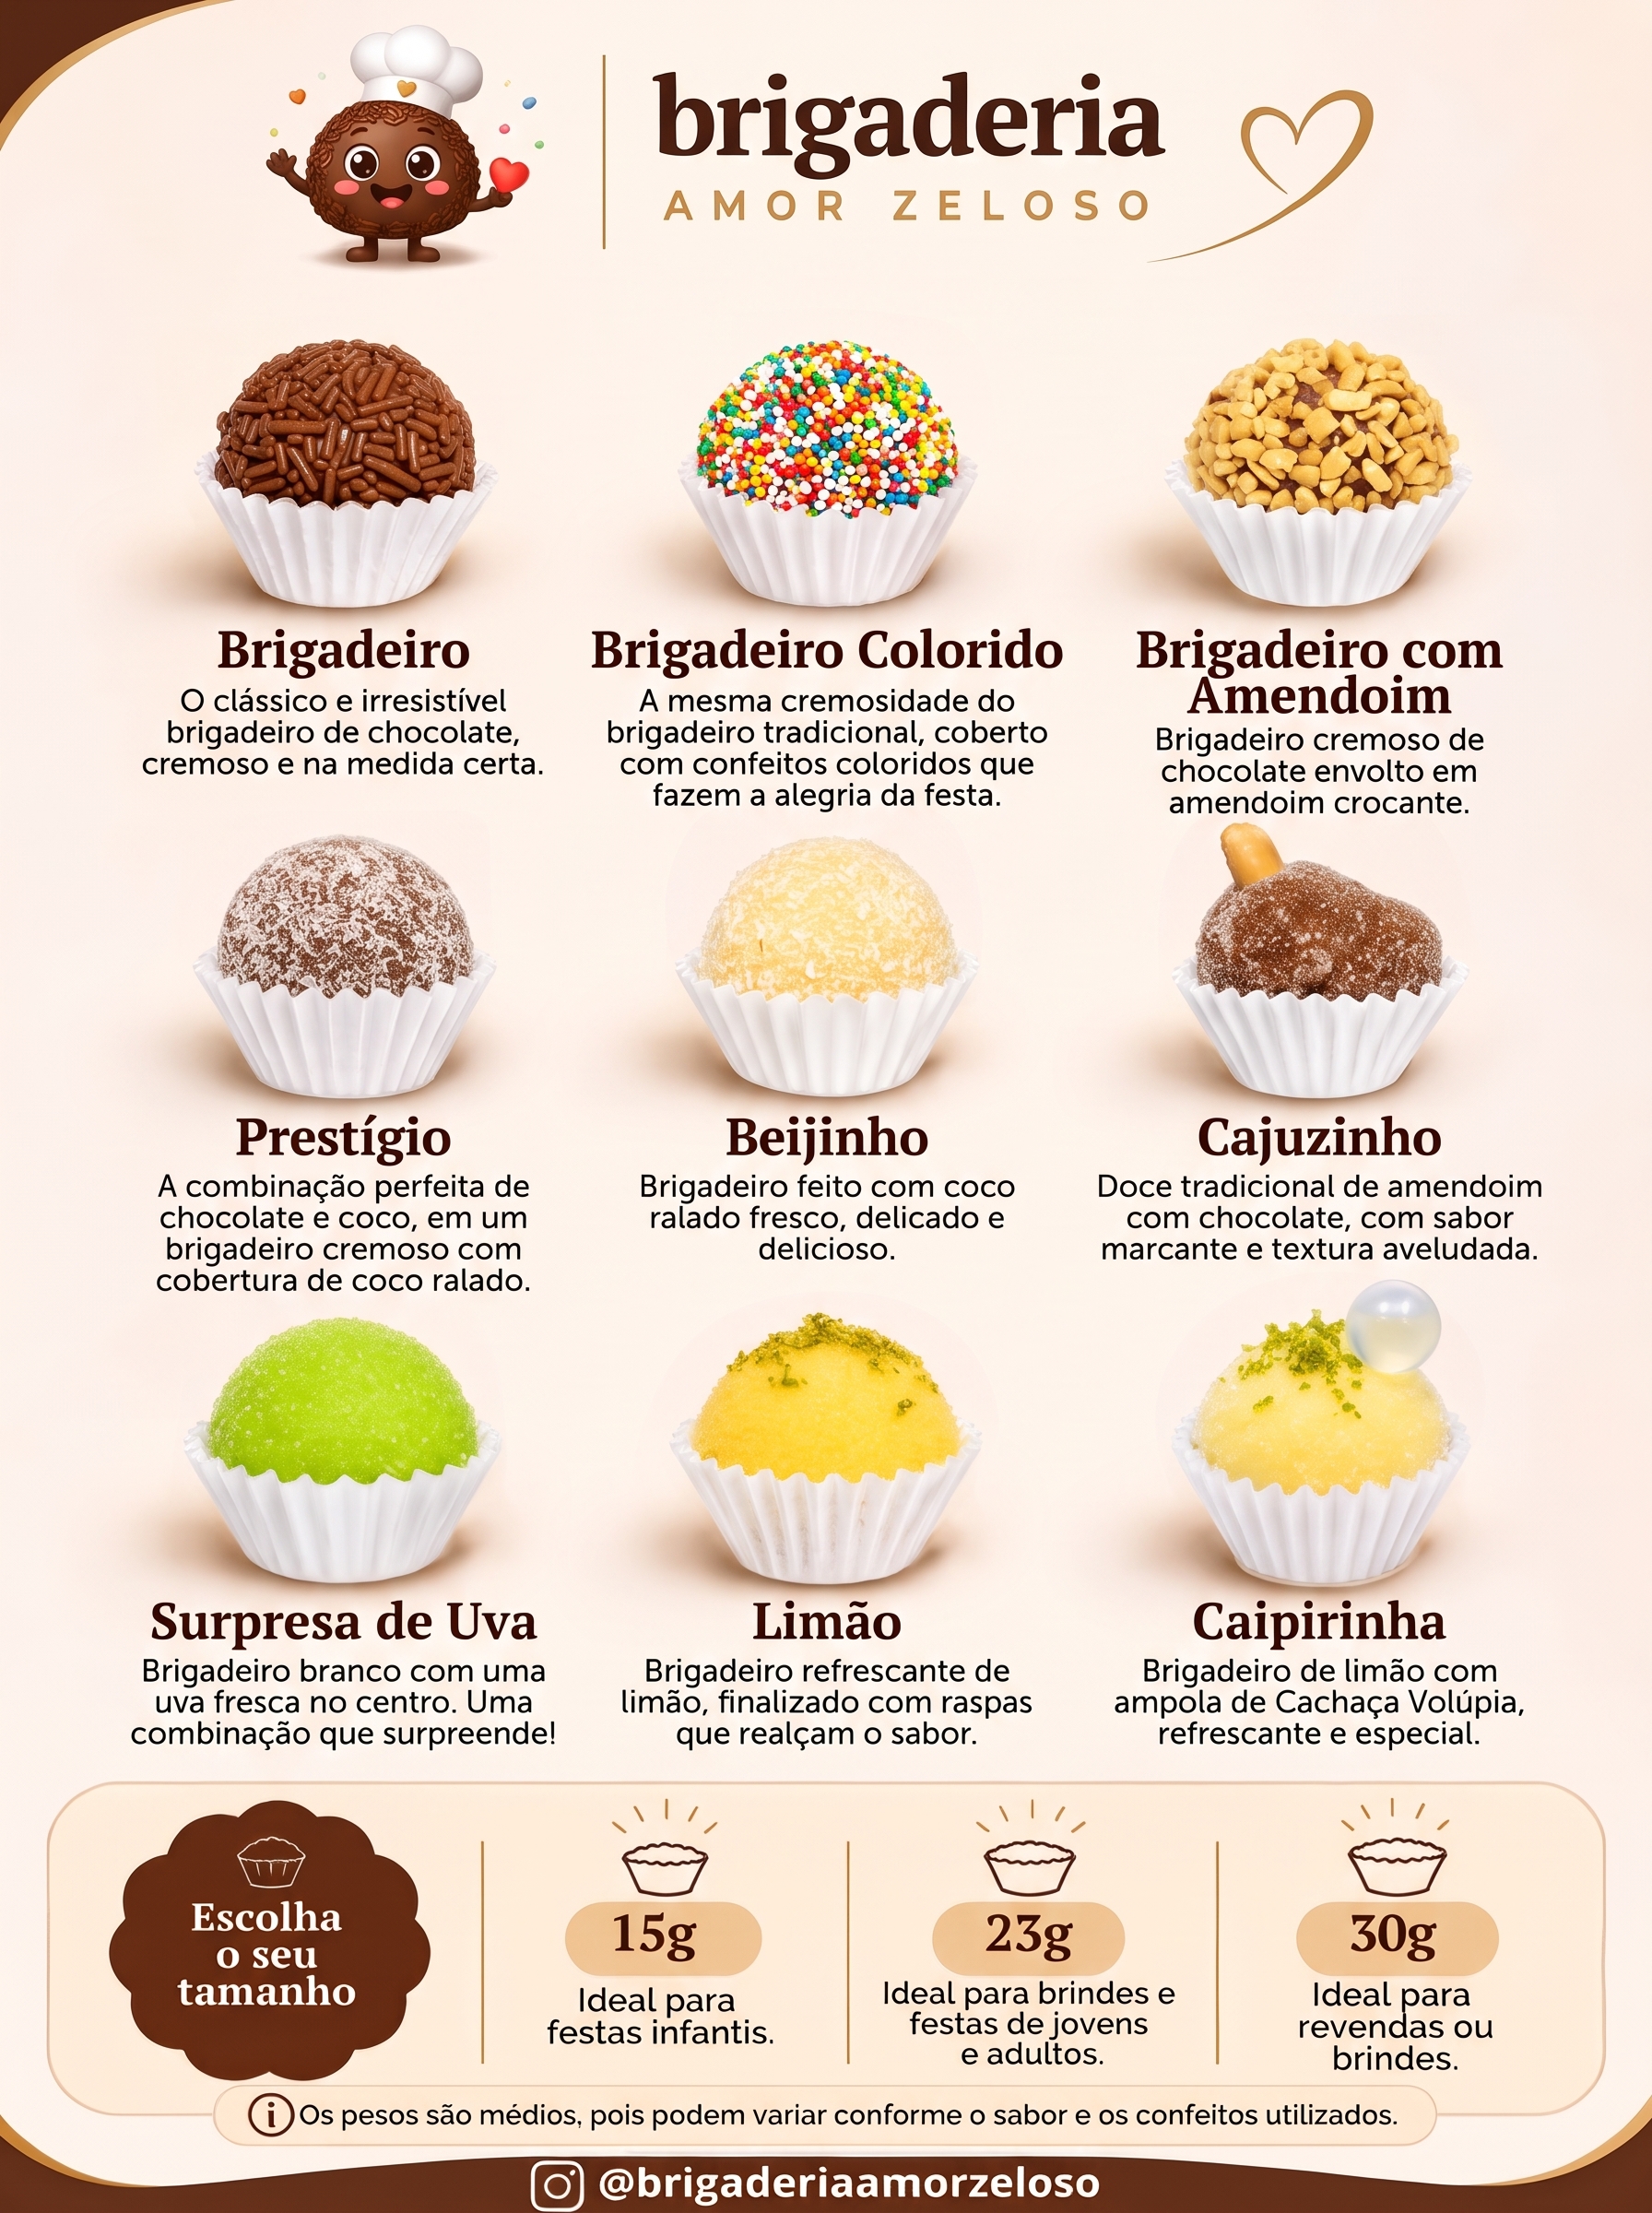 brigaderia
AMOR ZELOSO
Brigadeiro
O clássico e irresistível
brigadeiro de chocolate,
cremoso e na medida certa.
Brigadeiro Colorido
A mesma cremosidade do
brigadeiro tradicional, coberto
com confeitos coloridos que
fazem a alegria da festa.
Brigadeiro com
Amendoim
Brigadeiro cremoso de
chocolate envolto em
amendoim crocante.
Prestígio
A combinação perfeita de
chocolate e coco, em um
brigadeiro cremoso com
cobertura de coco ralado.
Beijinho
Brigadeiro feito com coco
ralado fresco, delicado e
delicioso.
Cajuzinho
Doce tradicional de amendoim
com chocolate, com sabor
marcante e textura aveludada.
Surpresa de Uva
Brigadeiro branco com uma
uva fresca no centro. Uma
combinação que surpreende!
Limão
Brigadeiro refrescante de
limão, finalizado com raspas
que realçam o sabor.
Caipirinha
Brigadeiro de limão com
ampola de Cachaça Volúpia,
refrescante e especial.
Escolha
o seu
tamanho
15g
Ideal para
festas infantis.
23g
Ideal para brindes e
festas de jovens
e adultos.
30g
Ideal para
revendas ou
brindes.
i Os pesos são médios, pois podem variar conforme o sabor e os confeitos utilizados.
@brigaderiaamorzeloso